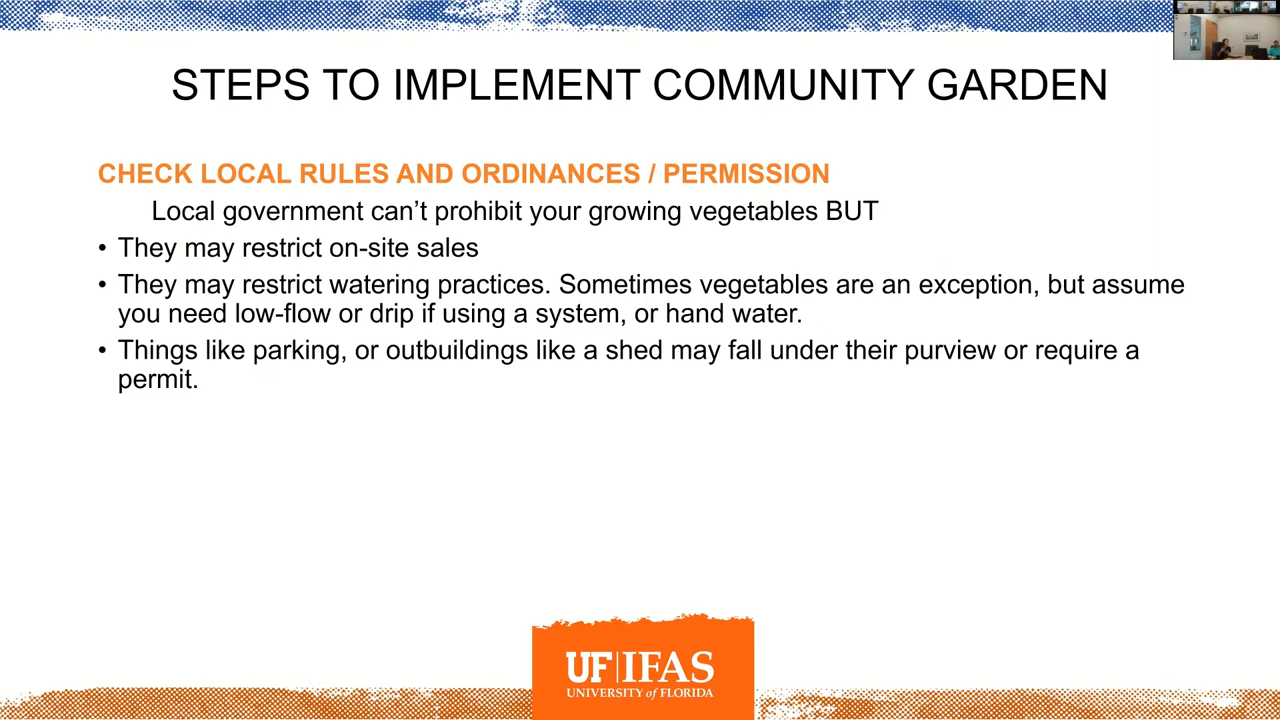 STEPS TO IMPLEMENT COMMUNITY GARDEN
CHECK LOCAL RULES AND ORDINANCES / PERMISSION
Local government can’t prohibit your growing vegetables BUT
• They may restrict on-site sales
• They may restrict watering practices. Sometimes vegetables are an exception, but assume
you need low-flow or drip if using a system, or hand water.
• Things like parking, or outbuildings like a shed may fall under their purview or require a
permit.
UF|IFAS
UNIVERSITY of FLORIDA